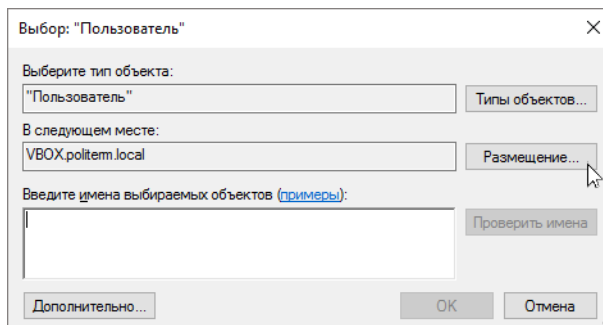 Выбор: "Пользователь"
Выберите тип объекта:
"Пользователь"
Типы объектов...
В следующем месте:
VBOX.politerm.local
Размещение...
Введите имена выбираемых объектов (примеры):
Проверить имена
Дополнительно...
ОК
Отмена